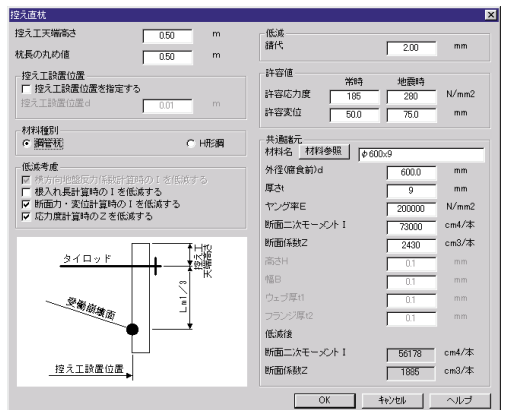 控え直杭
控え工天端高さ 0.50 m
杭長の丸め値 0.50 m
控え工設置位置
控え工設置位置を指定する
控え工設置位置d 0.01 m
材料種別
鋼管杭 H形鋼
低減考慮
横方向地盤反力係数計算時のIを低減する
根入れ長計算時のIを低減する
断面力・変位計算時のIを低減する
応力度計算時のZを低減する
タイロッド
控え工
天端高さ
Lm1/3
受働崩壊面
控え工設置位置
低減
錆代 2.00 mm
許容値
常時 地震時
許容応力度 185 280 N/mm2
許容変位 50.0 75.0 mm
共通諸元
材料名 材料参照 φ600x9
外径(腐食前)d 600.0 mm
厚さt 9 mm
ヤング率E 200000 N/mm2
断面二次モーメント I 73000 cm4/本
断面係数Z 2430 cm3/本
高さH 0.1 mm
幅B 0.1 mm
ウェブ厚t1 0.1 mm
フランジ厚t2 0.1 mm
低減後
断面二次モーメント I 56178 cm4/本
断面係数Z 1885 cm3/本
OK キャンセル ヘルプ